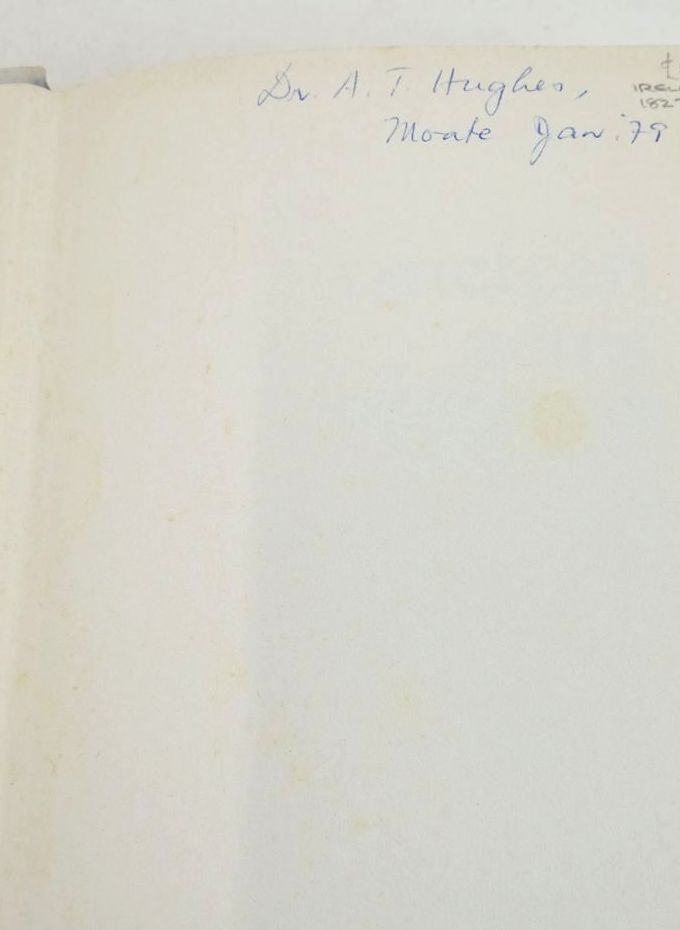 Dr. A. T. Hughes,
Moate Jan. '79